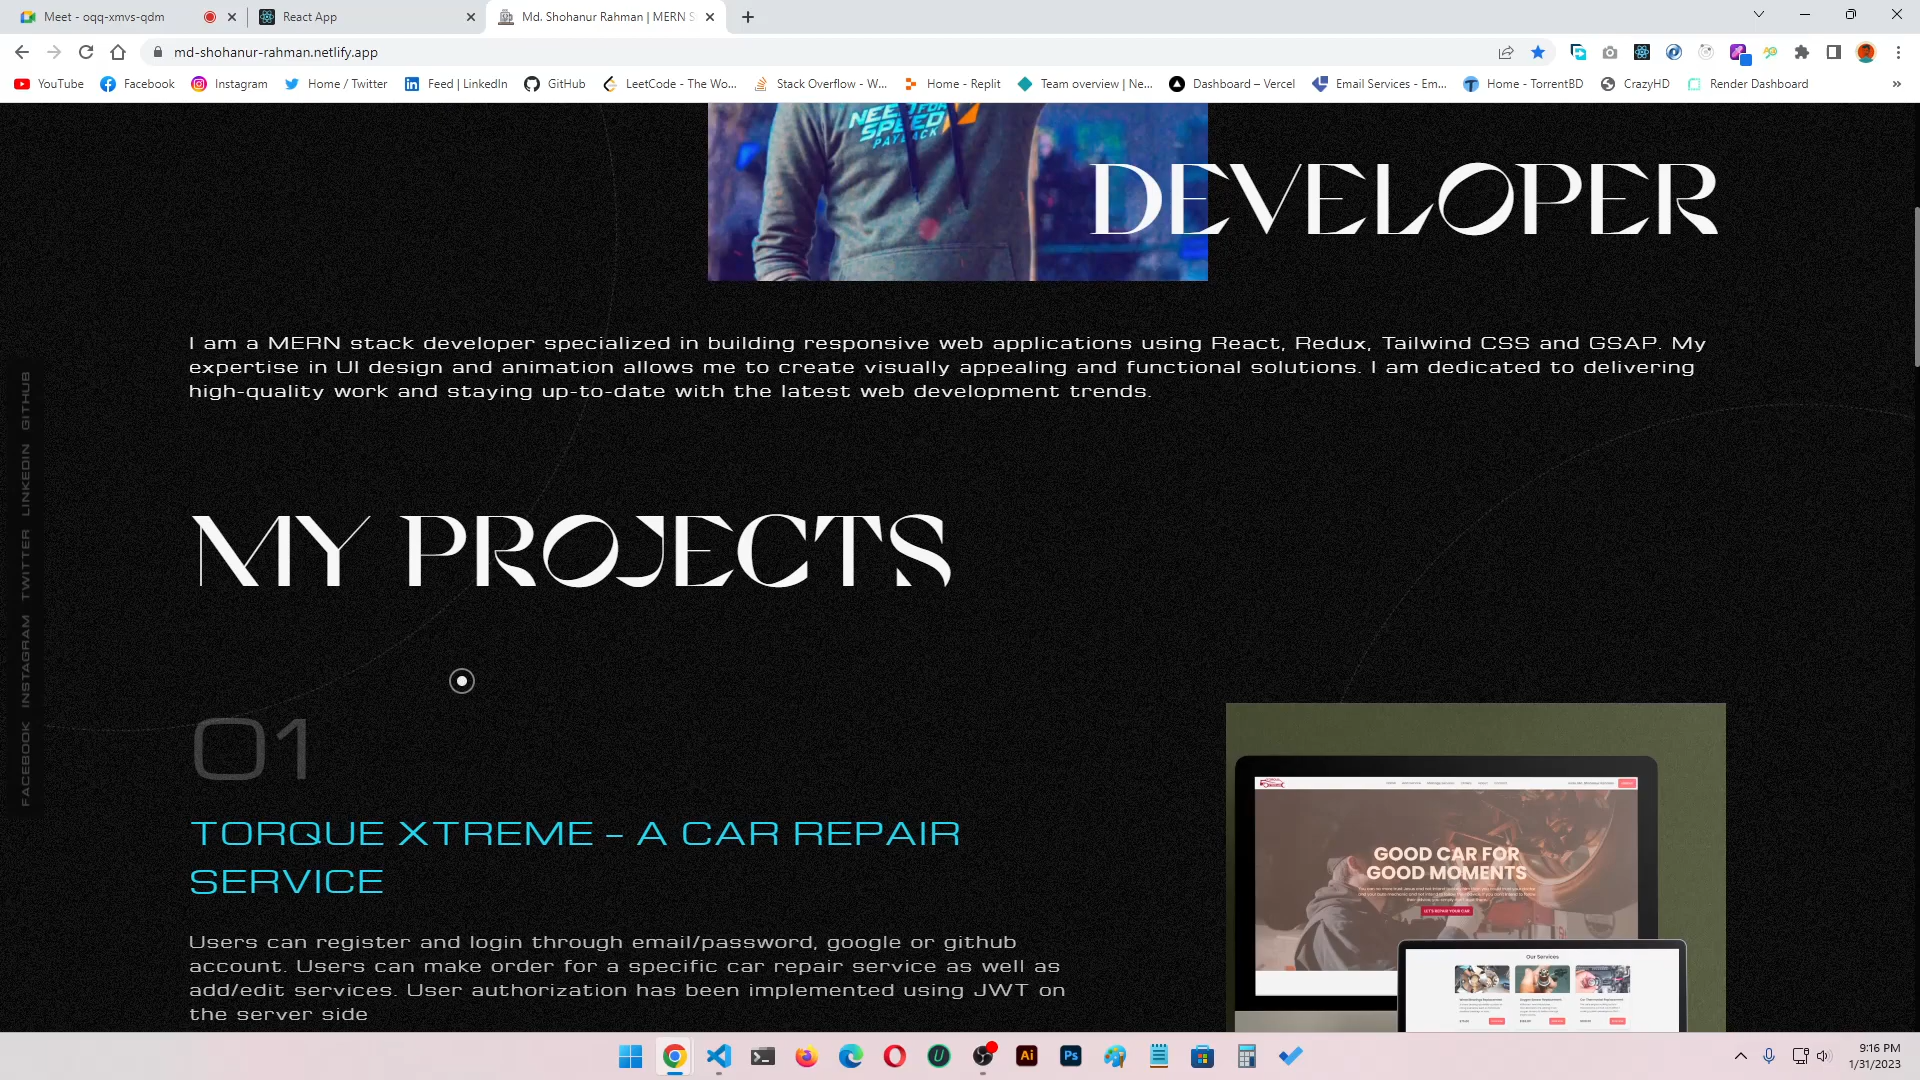 Meet - oqq-xmvs-qdm
React App
Md. Shohanur Rahman | MERN S
md-shohanur-rahman.netlify.app
YouTube
Facebook
Instagram
Home / Twitter
Feed | LinkedIn
GitHub
LeetCode - The Wo...
Stack Overflow - W...
Home - Replit
Team overview | Ne...
Dashboard – Vercel
Email Services - Em...
Home - TorrentBD
CrazyHD
Render Dashboard
NEED FOR
SPEED
PAYBACK
DEVELOPER
I am a MERN stack developer specialized in building responsive web applications using React, Redux, Tailwind CSS and GSAP. My
expertise in UI design and animation allows me to create visually appealing and functional solutions. I am dedicated to delivering
high-quality work and staying up-to-date with the latest web development trends.
GITHUB
LINKEDIN
TWITTER
INSTAGRAM
FACEBOOK
MY PROJECTS
01
TORQUE XTREME – A CAR REPAIR
SERVICE
Users can register and login through email/password, google or github
account. Users can make order for a specific car repair service as well as
add/edit services. User authorization has been implemented using JWT on
the server side
GOOD CAR FOR
GOOD MOMENTS
LET'S REPAIR YOUR CAR
Our Services
9:16 PM
1/31/2023